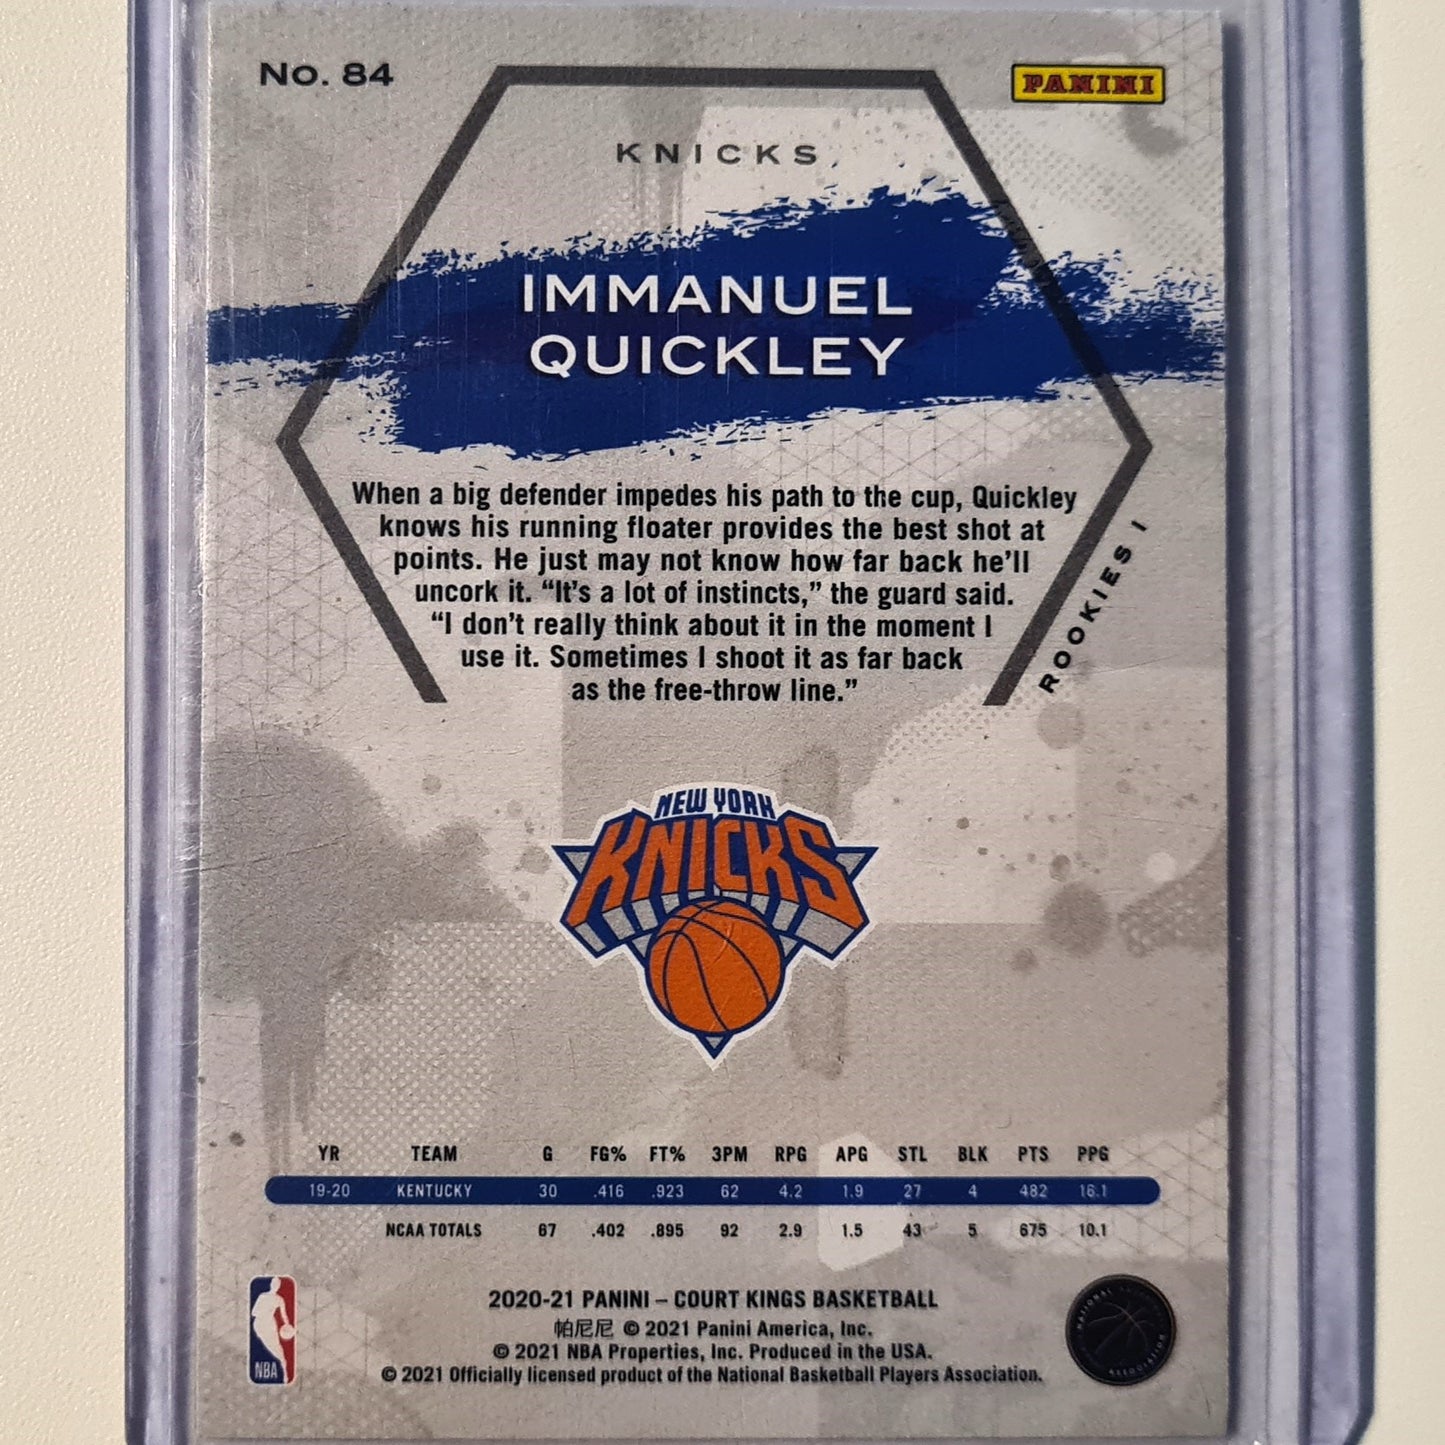 No. 84
PANINI
KNICKS
IMMANUEL
QUICKLEY
When a big defender impedes his path to the cup, Quickley
knows his running floater provides the best shot at
points. He just may not know how far back he'll
uncork it. “It's a lot of instincts,” the guard said.
“I don't really think about it in the moment I
use it. Sometimes I shoot it as far back
as the free-throw line.”
ROOKIES I
NEW YORK
KNICKS
YR TEAM G FG% FT% 3PM RPG APG STL BLK PTS PPG
19-20 KENTUCKY 30 .416 .923 62 4.2 1.9 27 4 482 16.1
NCAA TOTALS 67 .402 .895 92 2.9 1.5 43 5 675 10.1
2020-21 PANINI – COURT KINGS BASKETBALL
帕尼尼 © 2021 Panini America, Inc.
© 2021 NBA Properties, Inc. Produced in the USA.
© 2021 Officially licensed product of the National Basketball Players Association.
NBA
NATIONAL
ASSOCIATION